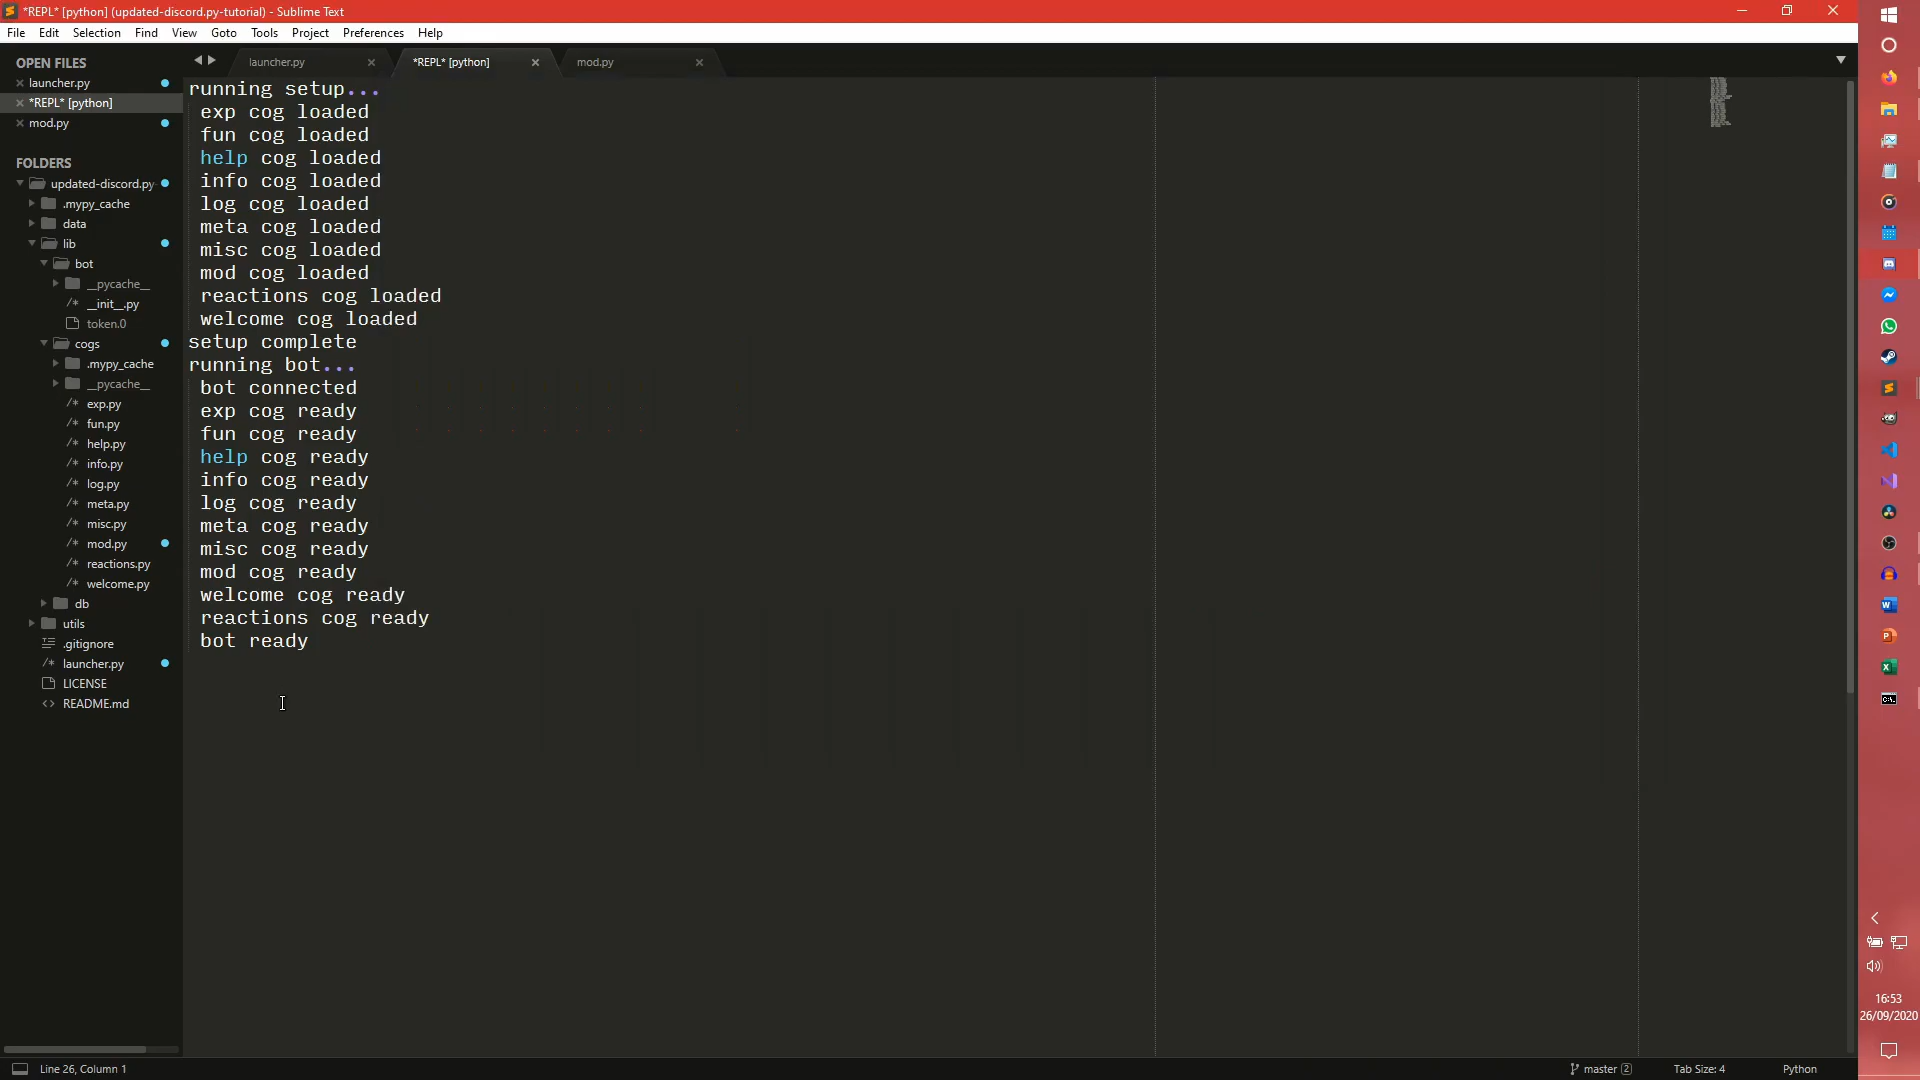 *REPL* [python] (updated-discord.py-tutorial) - Sublime Text
File Edit Selection Find View Goto Tools Project Preferences Help
OPEN FILES
launcher.py
*REPL* [python]
mod.py
FOLDERS
updated-discord.py-
.mypy_cache
data
lib
bot
__pycache__
__init__.py
token.0
cogs
.mypy_cache
__pycache__
exp.py
fun.py
help.py
info.py
log.py
meta.py
misc.py
mod.py
reactions.py
welcome.py
db
utils
.gitignore
launcher.py
LICENSE
README.md
launcher.py *REPL* [python] mod.py
running setup...
exp cog loaded
fun cog loaded
help cog loaded
info cog loaded
log cog loaded
meta cog loaded
misc cog loaded
mod cog loaded
reactions cog loaded
welcome cog loaded
setup complete
running bot...
bot connected
exp cog ready
fun cog ready
help cog ready
info cog ready
log cog ready
meta cog ready
misc cog ready
mod cog ready
welcome cog ready
reactions cog ready
bot ready
16:53
26/09/2020
Line 26, Column 1 master 2 Tab Size: 4 Python